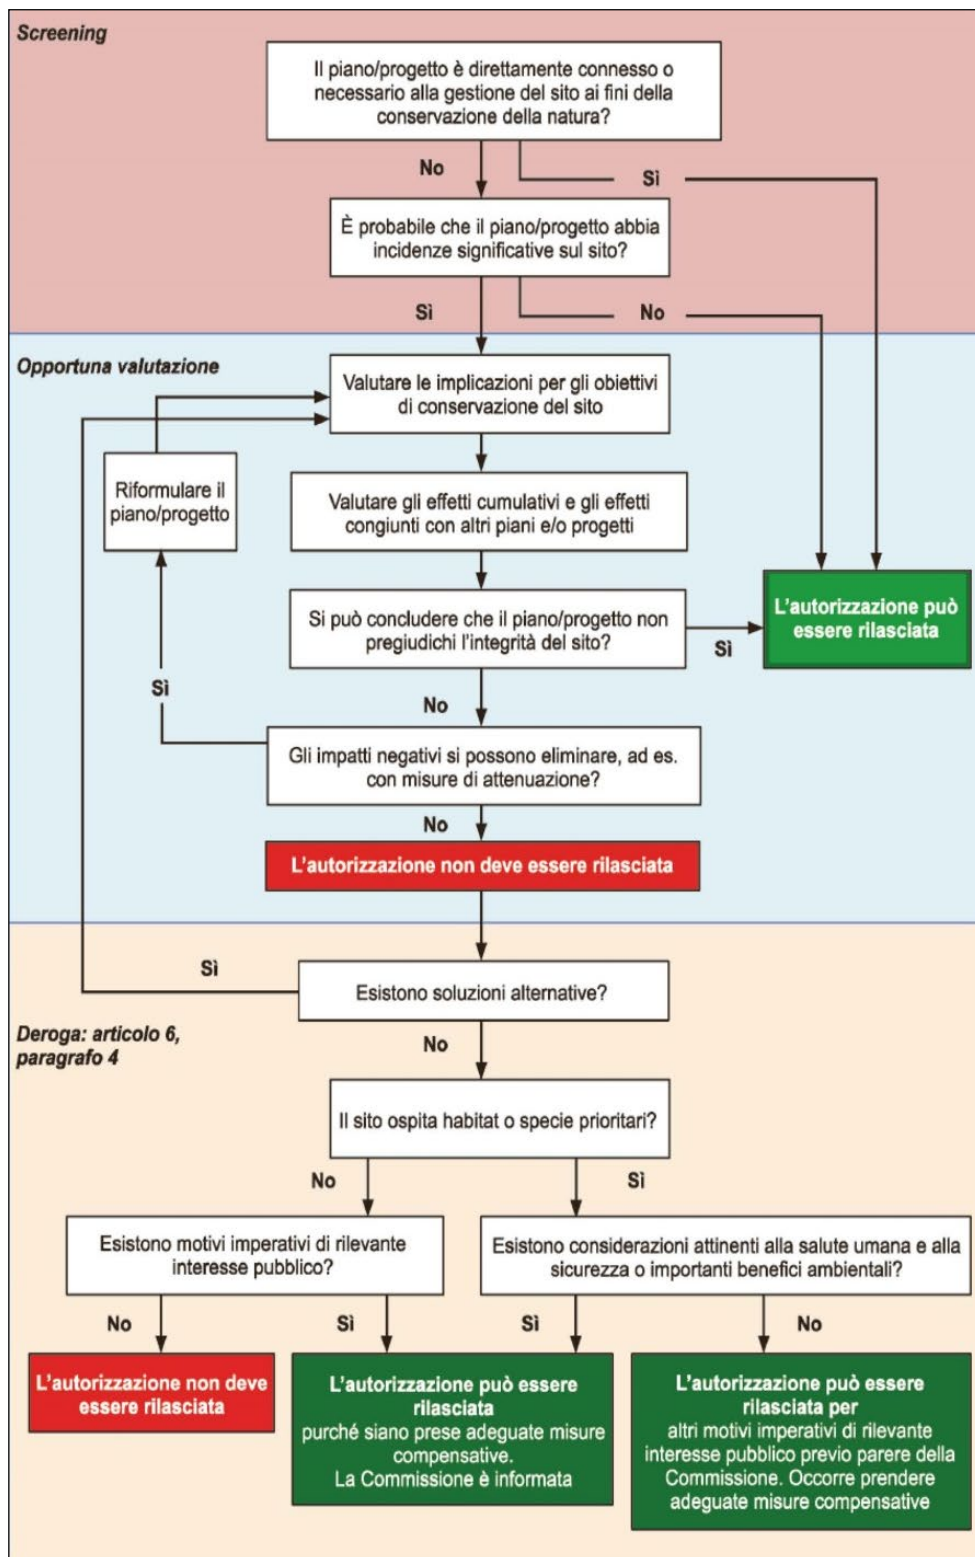 Screening
Il piano/progetto è direttamente connesso o
necessario alla gestione del sito ai fini della
conservazione della natura?
No
Sì
È probabile che il piano/progetto abbia
incidenze significative sul sito?
Sì
No
Opportuna valutazione
Valutare le implicazioni per gli obiettivi
di conservazione del sito
Riformulare il
piano/progetto
Valutare gli effetti cumulativi e gli effetti
congiunti con altri piani e/o progetti
Si può concludere che il piano/progetto non
pregiudichi l'integrità del sito?
Sì
L'autorizzazione può
essere rilasciata
No
Sì
Gli impatti negativi si possono eliminare, ad es.
con misure di attenuazione?
No
L'autorizzazione non deve essere rilasciata
Sì
Esistono soluzioni alternative?
Deroga: articolo 6,
paragrafo 4
No
Il sito ospita habitat o specie prioritari?
No
Sì
Esistono motivi imperativi di rilevante
interesse pubblico?
Esistono considerazioni attinenti alla salute umana e alla
sicurezza o importanti benefici ambientali?
No
Sì
Sì
No
L'autorizzazione non deve
essere rilasciata
L'autorizzazione può essere
rilasciata
purché siano prese adeguate misure
compensative.
La Commissione è informata
L'autorizzazione può essere
rilasciata per
altri motivi imperativi di rilevante
interesse pubblico previo parere della
Commissione. Occorre prendere
adeguate misure compensative